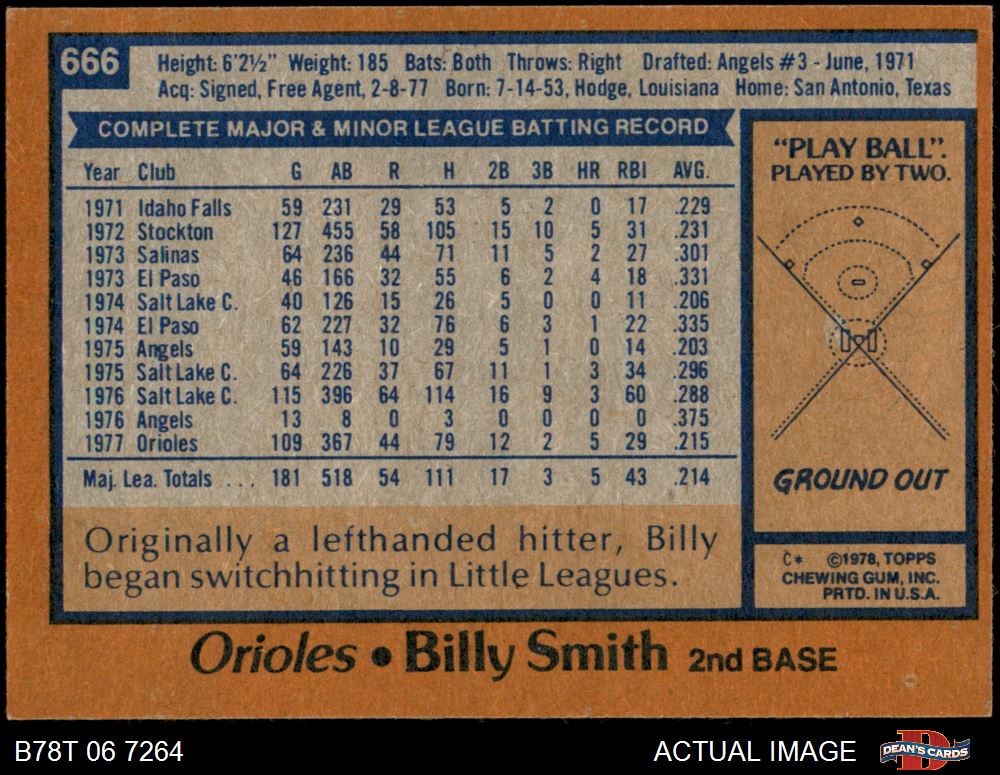 666
Height: 6'2½" Weight: 185 Bats: Both Throws: Right Drafted: Angels #3 - June, 1971
Acq: Signed, Free Agent, 2-8-77 Born: 7-14-53, Hodge, Louisiana Home: San Antonio, Texas
COMPLETE MAJOR & MINOR LEAGUE BATTING RECORD
Year Club G AB R H 2B 3B HR RBI AVG.
1971 Idaho Falls 59 231 29 53 5 2 0 17 .229
1972 Stockton 127 455 58 105 15 10 5 31 .231
1973 Salinas 64 236 44 71 11 5 2 27 .301
1973 El Paso 46 166 32 55 6 2 4 18 .331
1974 Salt Lake C. 40 126 15 26 5 0 0 11 .206
1974 El Paso 62 227 32 76 6 3 1 22 .335
1975 Angels 59 143 10 29 5 1 0 14 .203
1975 Salt Lake C. 64 226 37 67 11 1 3 34 .296
1976 Salt Lake C. 115 396 64 114 16 9 3 60 .288
1976 Angels 13 8 0 3 0 0 0 0 .375
1977 Orioles 109 367 44 79 12 2 5 29 .215
Maj. Lea. Totals ... 181 518 54 111 17 3 5 43 .214
Originally a lefthanded hitter, Billy
began switchhitting in Little Leagues.
"PLAY BALL".
PLAYED BY TWO.
GROUND OUT
C* ©1978, TOPPS
CHEWING GUM, INC.
PRTD. IN U.S.A.
Orioles • Billy Smith 2nd BASE
B78T 06 7264
ACTUAL IMAGE
D
DEAN'S CARDS